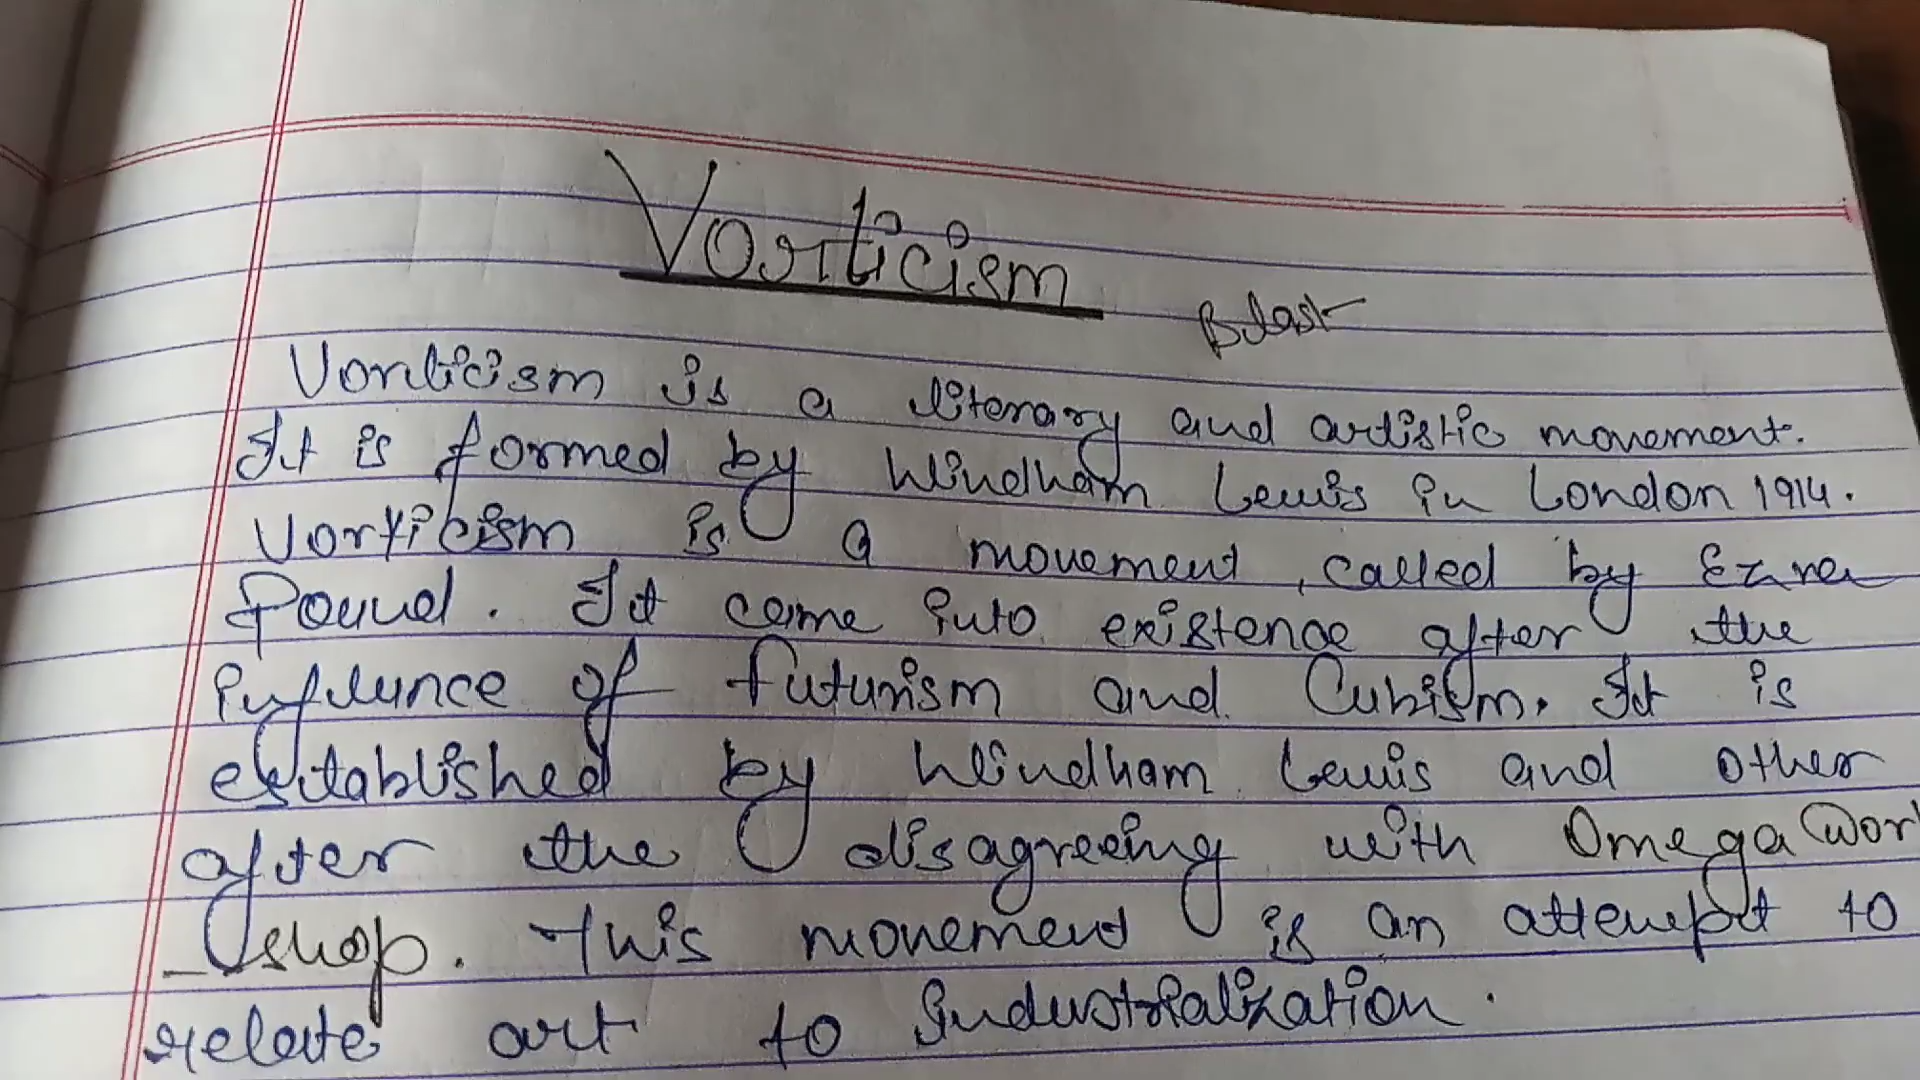 Vorticism
Blast
Vorticism is a literary and artistic movement.
It is formed by Windham Lewis in London 1914.
Vorticism is a movement, called by Ezra
Pound. It came into existence after the
influnce of futurism and Cubism. It is
established by Windham Lewis and other
after the disagreeing with Omega Work
_shop. This movement is an attempt to
relate art to Industrialization.